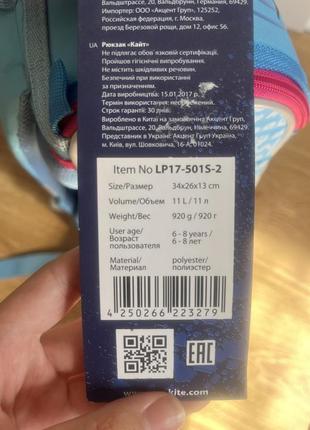 Вальдштрассе, 20, Вальдбрунн, Германия, 69429.
Импортер: ООО «Акцент Груп», 125252,
Российская федерация, г. Москва,
проезд Березовой рощи, дом 12, офис 56.
UA Рюкзак «Кайт»
Не підлягає обов`язковій сертифікації.
Пройшов гігієнічні випробування.
Не містить шкідливих речовин.
Безпечний при використанні
за призначенням.
Дата виробництва: 15.01.2017 р.
Термін використання: необмежений.
Строк гарантії: 30 днів.
Вироблено в Китаї на замовлення Акцент Груп,
Вальдштрассе, 20, Вальдбрунн, Німеччина, 69429.
Представник в Україні: Акцент Груп Україна,
м. Київ, вул. Шовковична, 16-А, 01024.
Item No LP17-501S-2
Size/Размер 34x26x13 cm
Volume/Объем 11 L / 11 л
Weight/Вес 920 g / 920 г
User age/
Возраст
пользователя
6 - 8 years /
6 - 8 лет
Material/
Материал
polyester/
полиэстер
4 250266 223279
EAC
kite.com